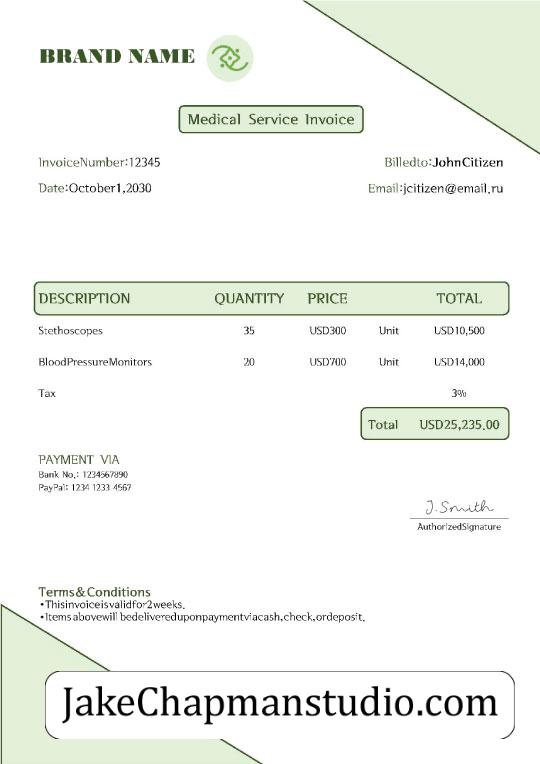 BRAND NAME
Medical Service Invoice
InvoiceNumber:12345 Billedto:JohnCitizen
Date:October1,2030 Email:jcitizen@email.ru
DESCRIPTION QUANTITY PRICE TOTAL
Stethoscopes 35 USD300 Unit USD10,500
BloodPressureMonitors 20 USD700 Unit USD14,000
Tax 3%
Total USD25,235.00
PAYMENT VIA
Bank No.: 1234567890
PayPal: 1234 1233 4567
J.Smith
AuthorizedSignature
Terms&Conditions
•Thisinvoiceisvalidfor2weeks.
•Itemsabovewill bedelivereduponpaymentviacash,check,ordeposit.
JakeChapmanstudio.com